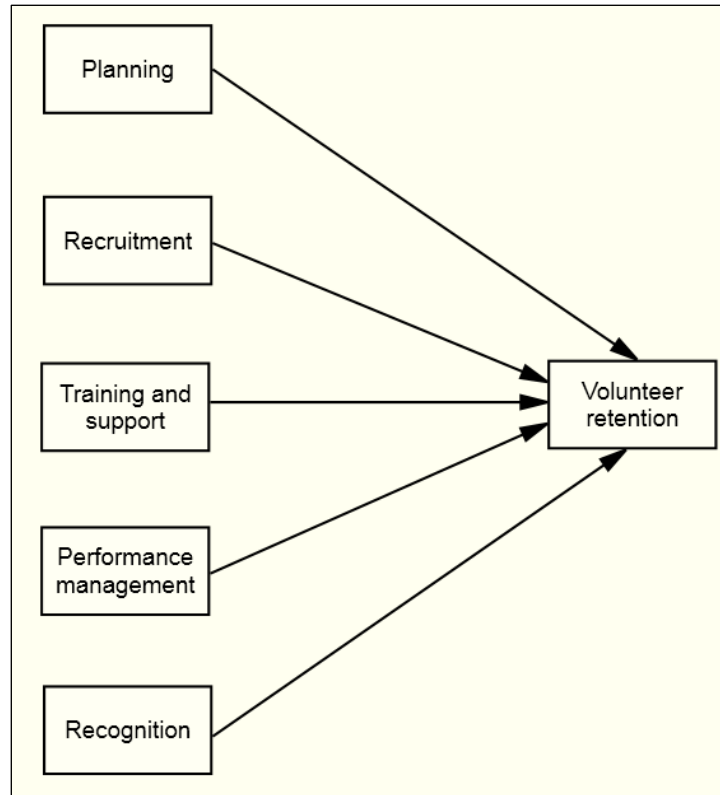 Planning
Recruitment
Training and
support
Volunteer
retention
Performance
management
Recognition